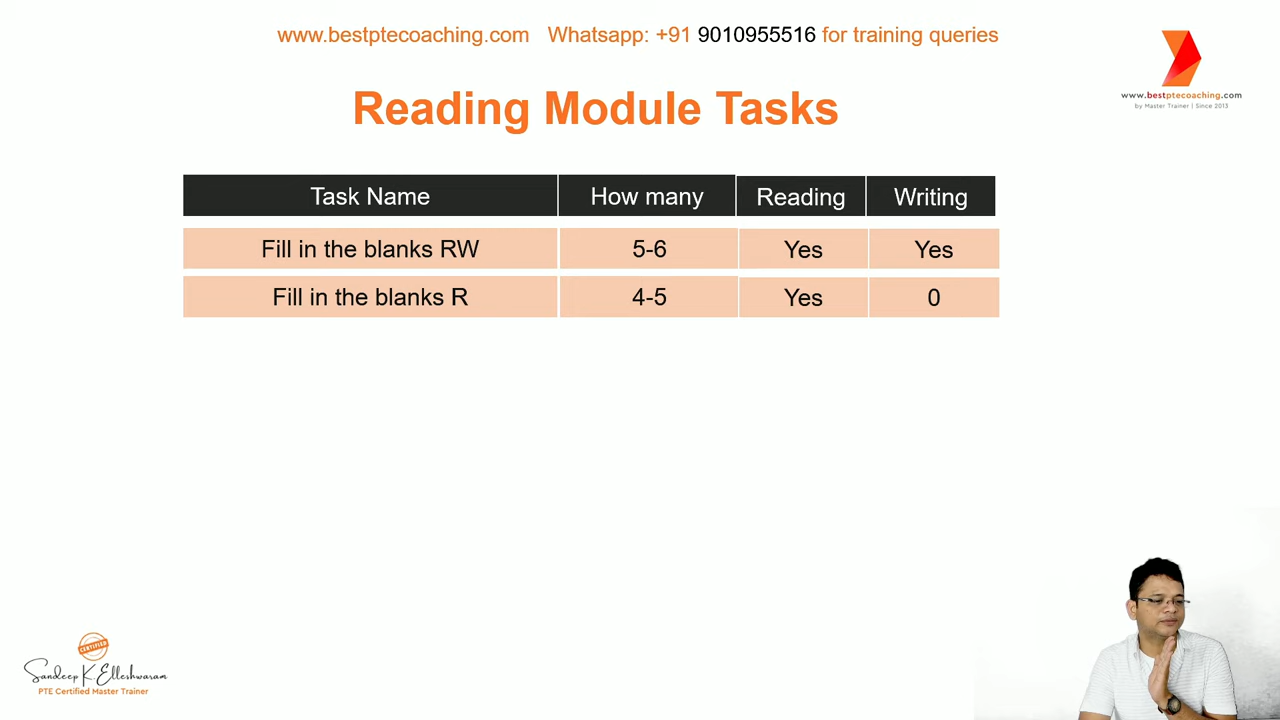 www.bestptecoaching.com Whatsapp: +91 9010955516 for training queries
www.bestptecoaching.com
by Master Trainer | Since 2013
Reading Module Tasks
Task Name How many Reading Writing
Fill in the blanks RW 5-6 Yes Yes
Fill in the blanks R 4-5 Yes 0
CERTIFIED
Sandeep K Elleshwaram
PTE Certified Master Trainer